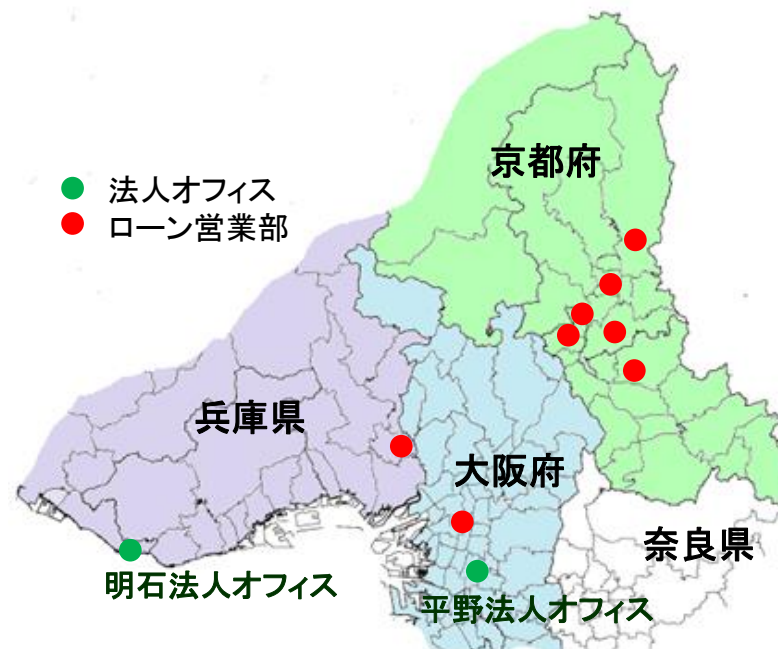 京都府
法人オフィス
ローン営業部
兵庫県
大阪府
奈良県
明石法人オフィス
平野法人オフィス